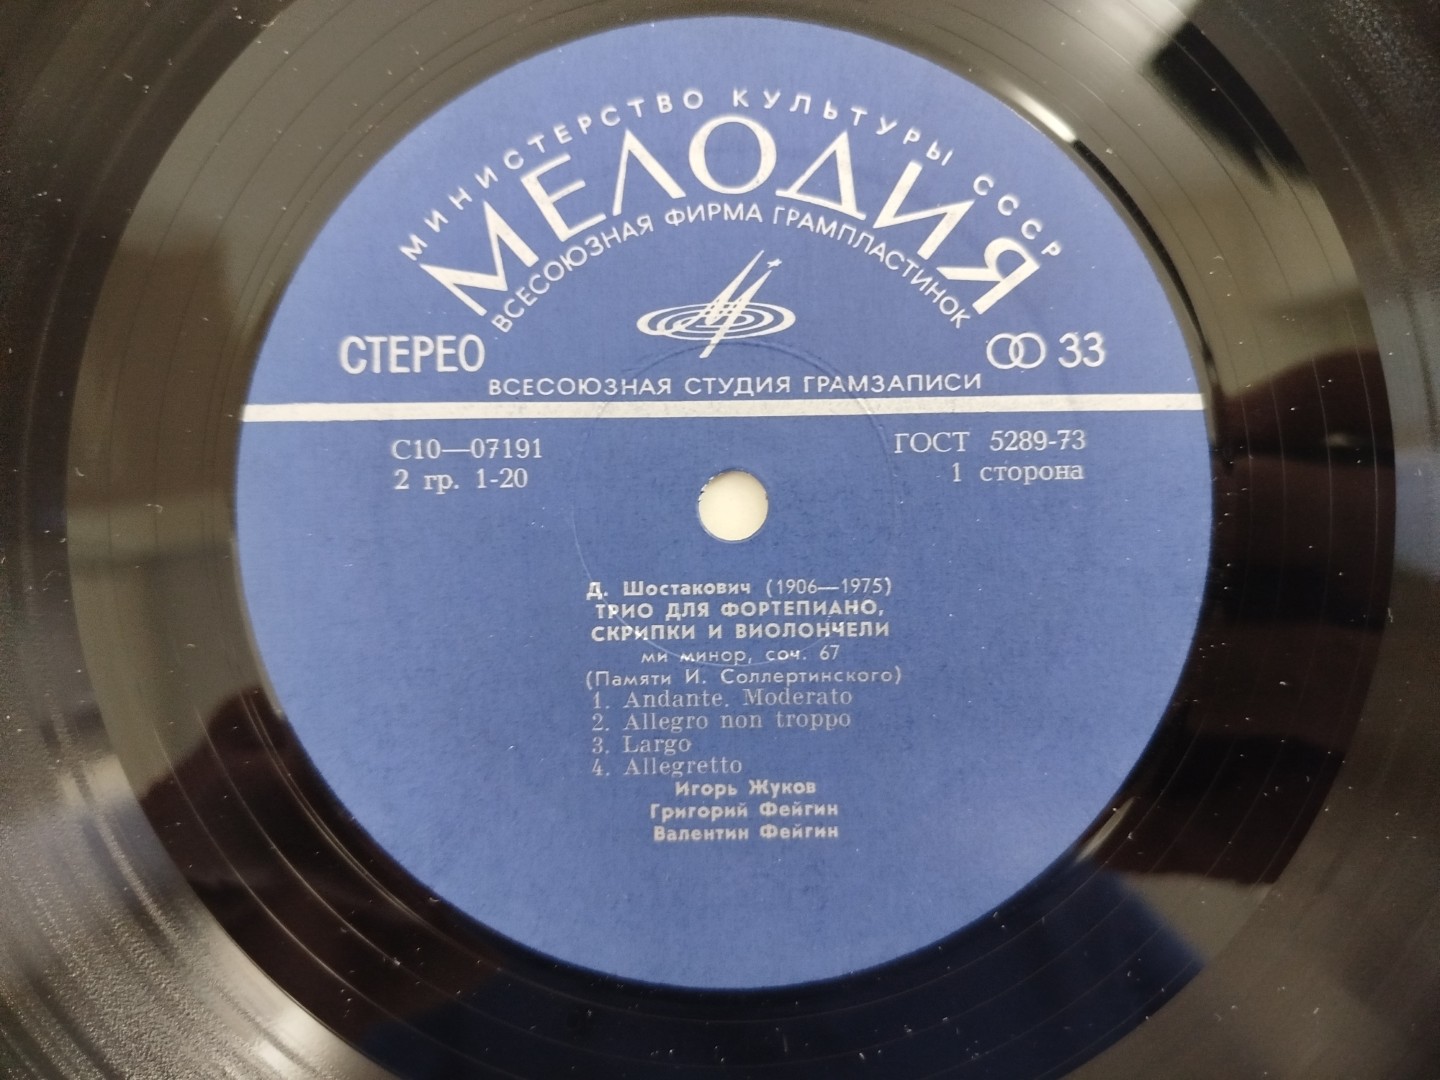 МИНИСТЕРСТВО КУЛЬТУРЫ СССР
МЕЛОДИЯ
ВСЕСОЮЗНАЯ ФИРМА ГРАМПЛАСТИНОК
СТЕРЕО
33
ВСЕСОЮЗНАЯ СТУДИЯ ГРАМЗАПИСИ
С10—07191
ГОСТ 5289-73
2 гр. 1-20
1 сторона
Д. Шостакович (1906—1975)
ТРИО ДЛЯ ФОРТЕПИАНО,
СКРИПКИ И ВИОЛОНЧЕЛИ
ми минор, соч. 67
(Памяти И. Соллертинского)
1. Andante. Moderato
2. Allegro non troppo
3. Largo
4. Allegretto
Игорь Жуков
Григорий Фейгин
Валентин Фейгин